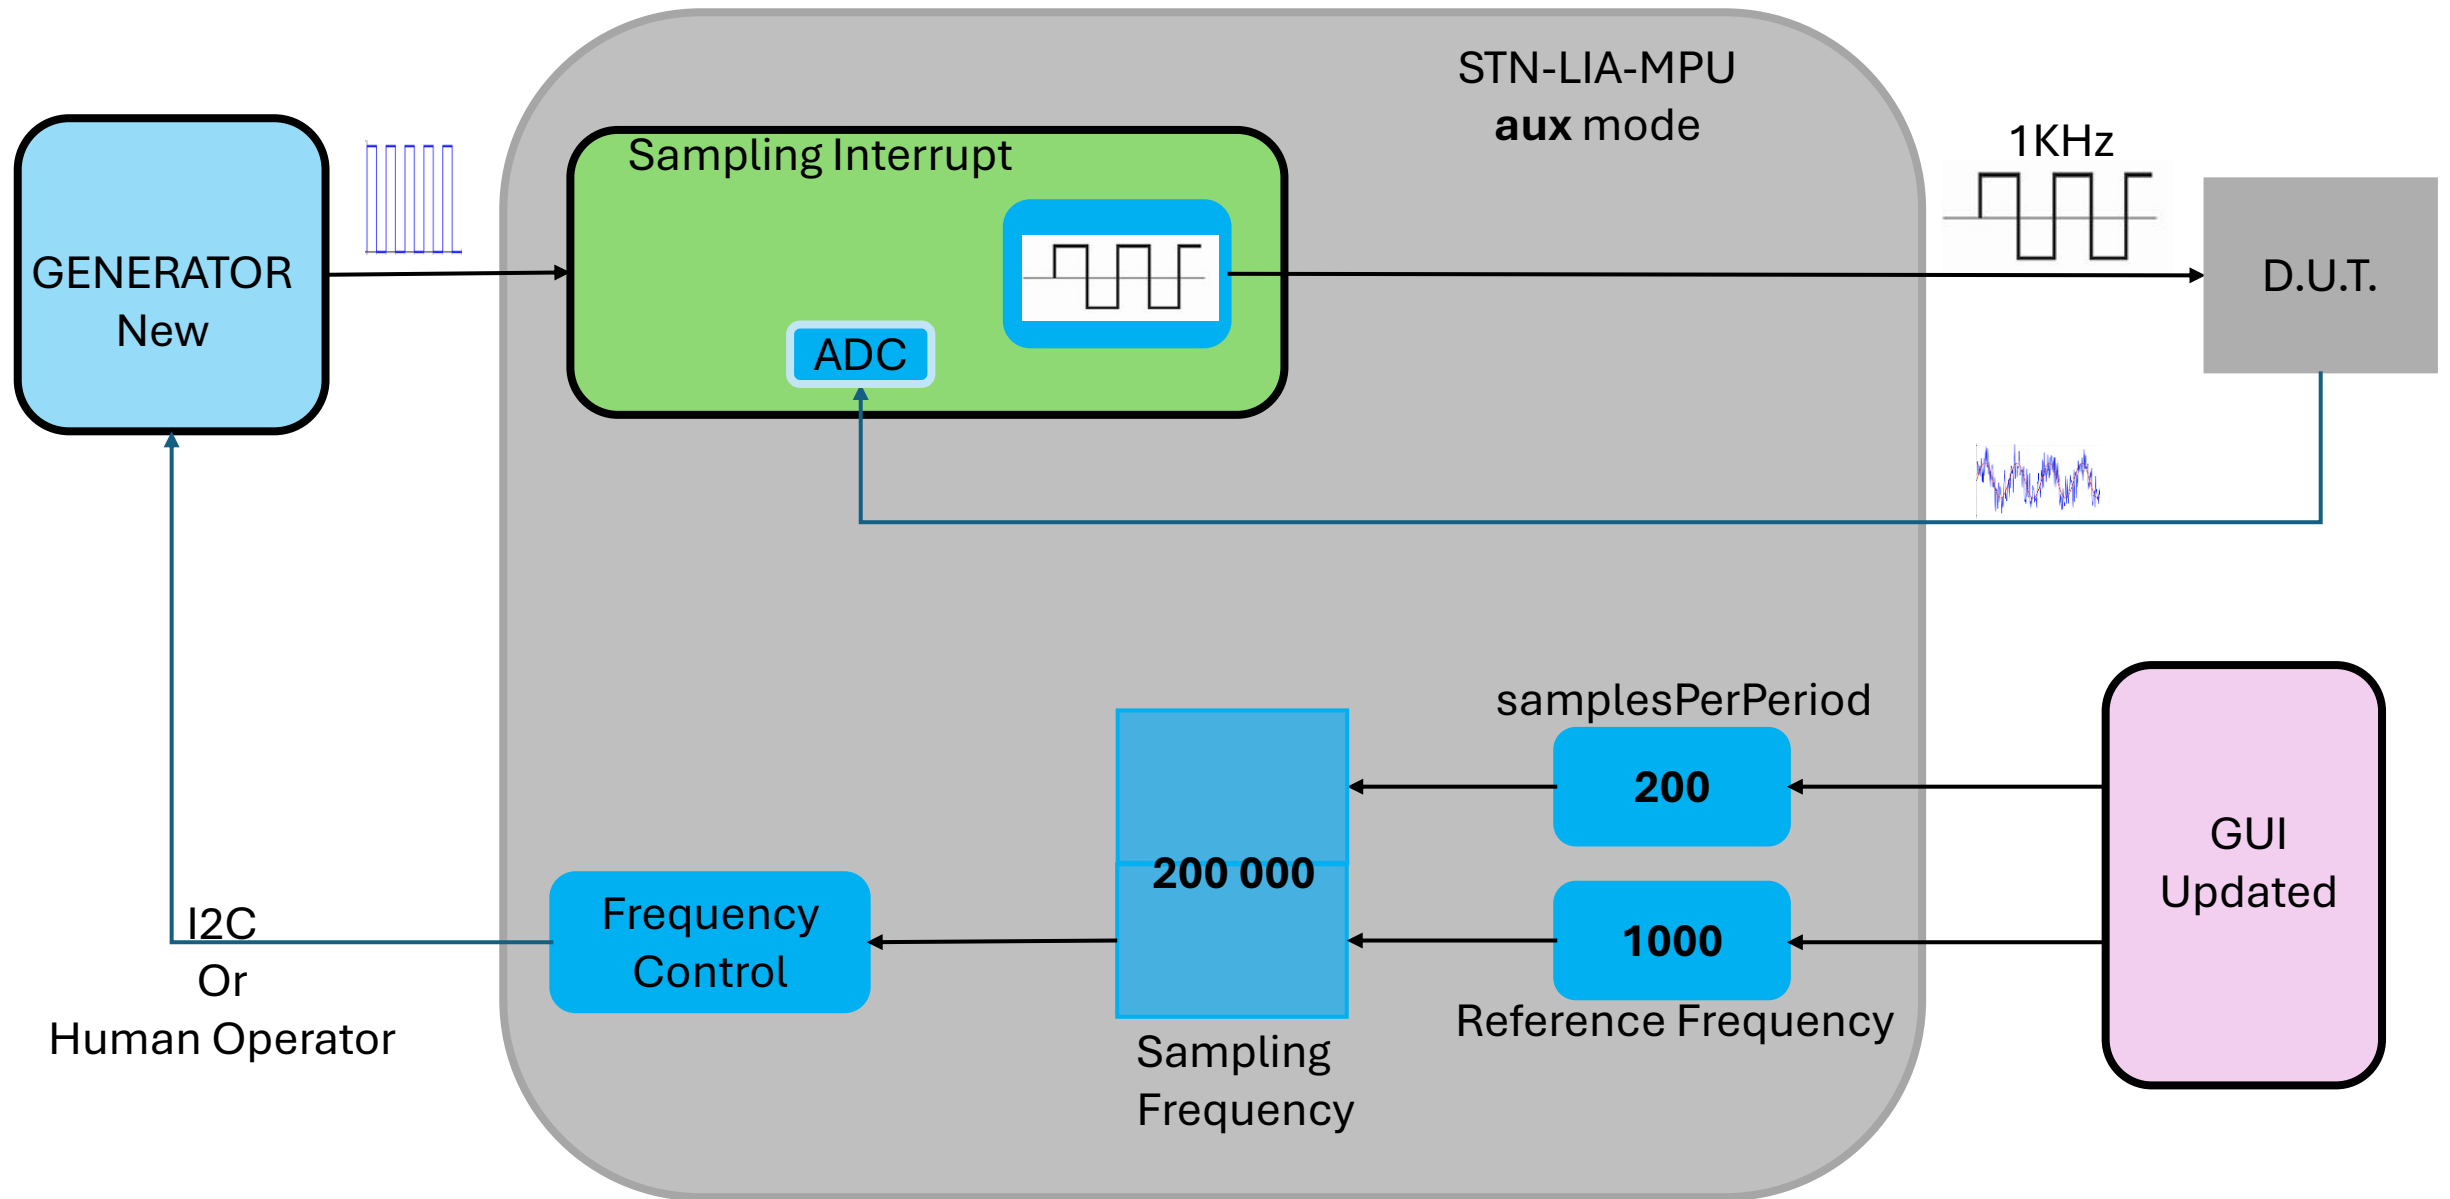 STN-LIA-MPU
aux mode
Sampling Interrupt
1KHz
GENERATOR
New
ADC
D.U.T.
samplesPerPeriod
200
GUI
Updated
200 000
1000
Frequency
Control
I2C
Or
Human Operator
Reference Frequency
Sampling
Frequency